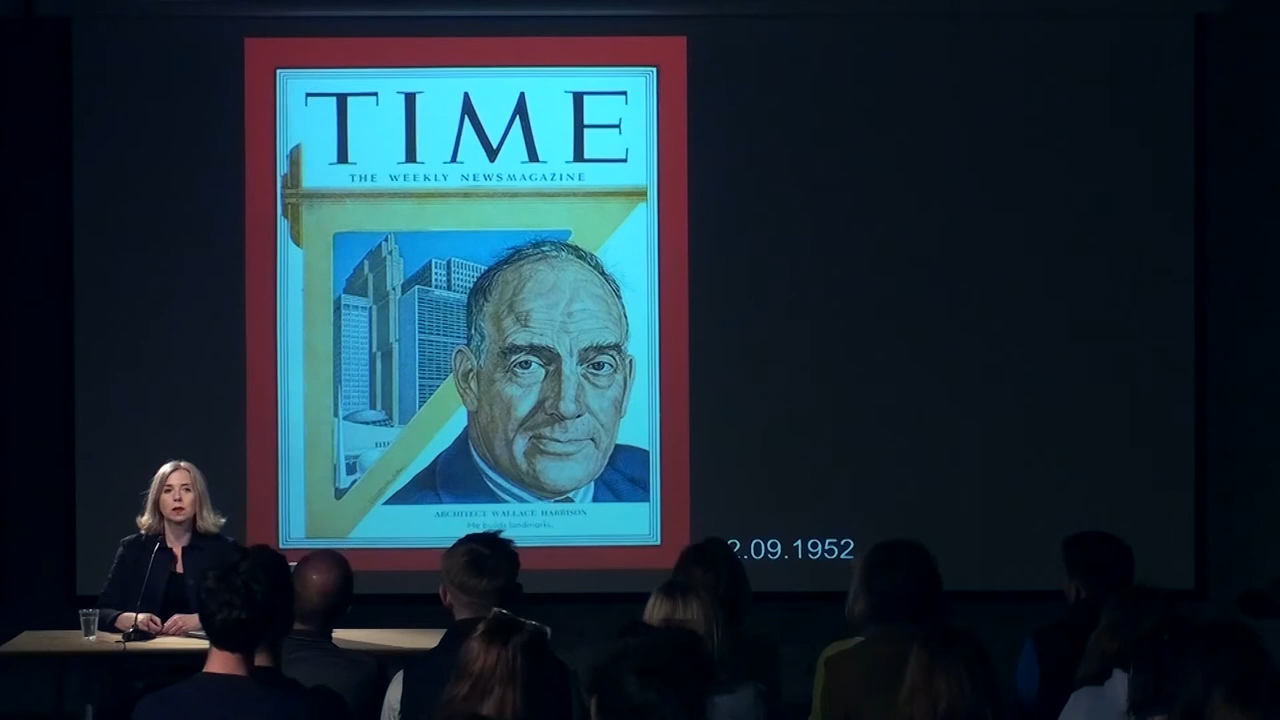 TIME
THE WEEKLY NEWSMAGAZINE
ARCHITECT WALLACE HARRISON
He builds landmarks.
2.09.1952